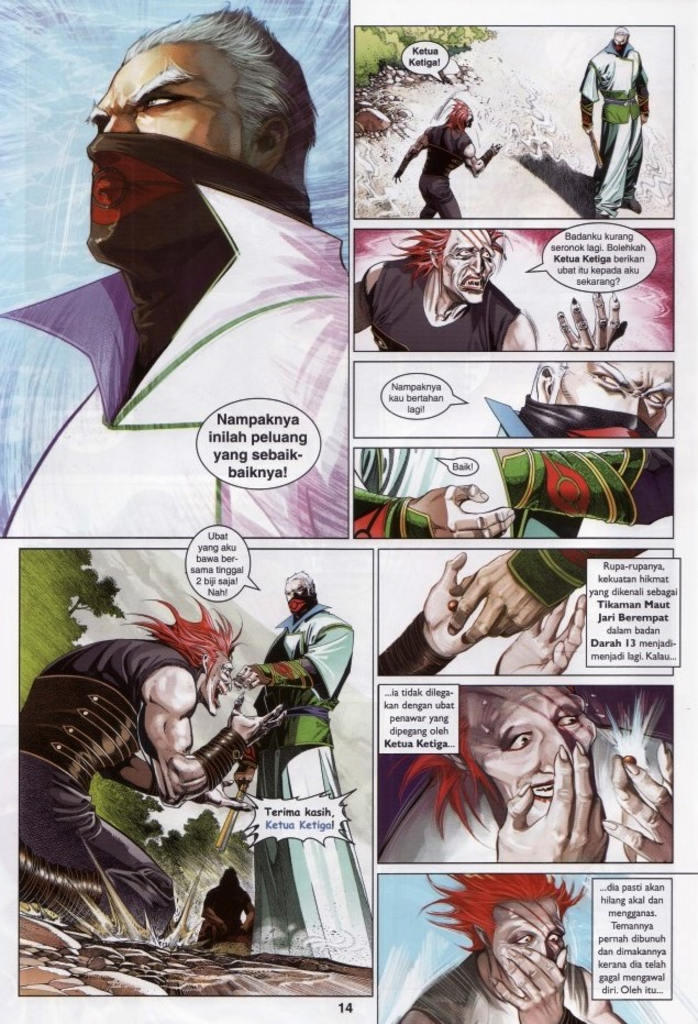 Nampaknya
inilah peluang
yang sebaik-
baiknya!
Ketua
Ketiga!
Badanku kurang
seronok lagi. Bolehkah
Ketua Ketiga berikan
ubat itu kepada aku
sekarang?
Nampaknya
kau bertahan
lagi!
Baik!
Ubat
yang aku
bawa ber-
sama tinggal
2 biji saja!
Nah!
Terima kasih,
Ketua Ketiga!
Rupa-rupanya,
kekuatan hikmat
yang dikenali sebagai
Tikaman Maut
Jari Berempat
dalam badan
Darah 13 menjadi-
menjadi lagi. Kalau...
...ia tidak dilega-
kan dengan ubat
penawar yang
dipegang oleh
Ketua Ketiga...
...dia pasti akan
hilang akal dan
mengganas.
Temannya
pernah dibunuh
dan dimakannya
kerana dia telah
gagal mengawal
diri. Oleh itu...
14